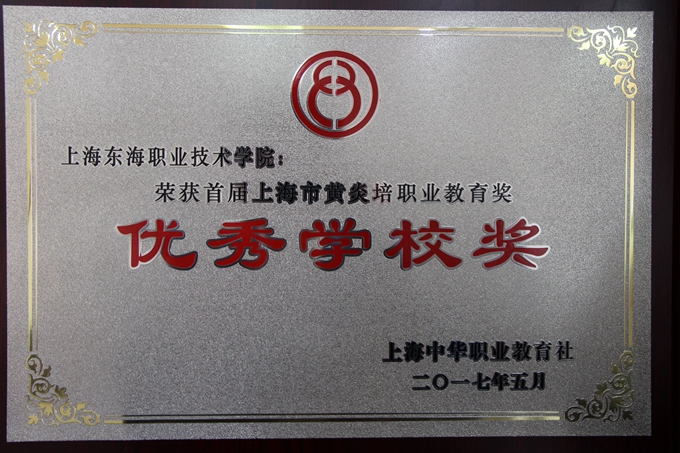 上海东海职业技术学院：
荣获首届上海市黄炎培职业教育奖
优秀学校奖
上海中华职业教育社
二〇一七年五月